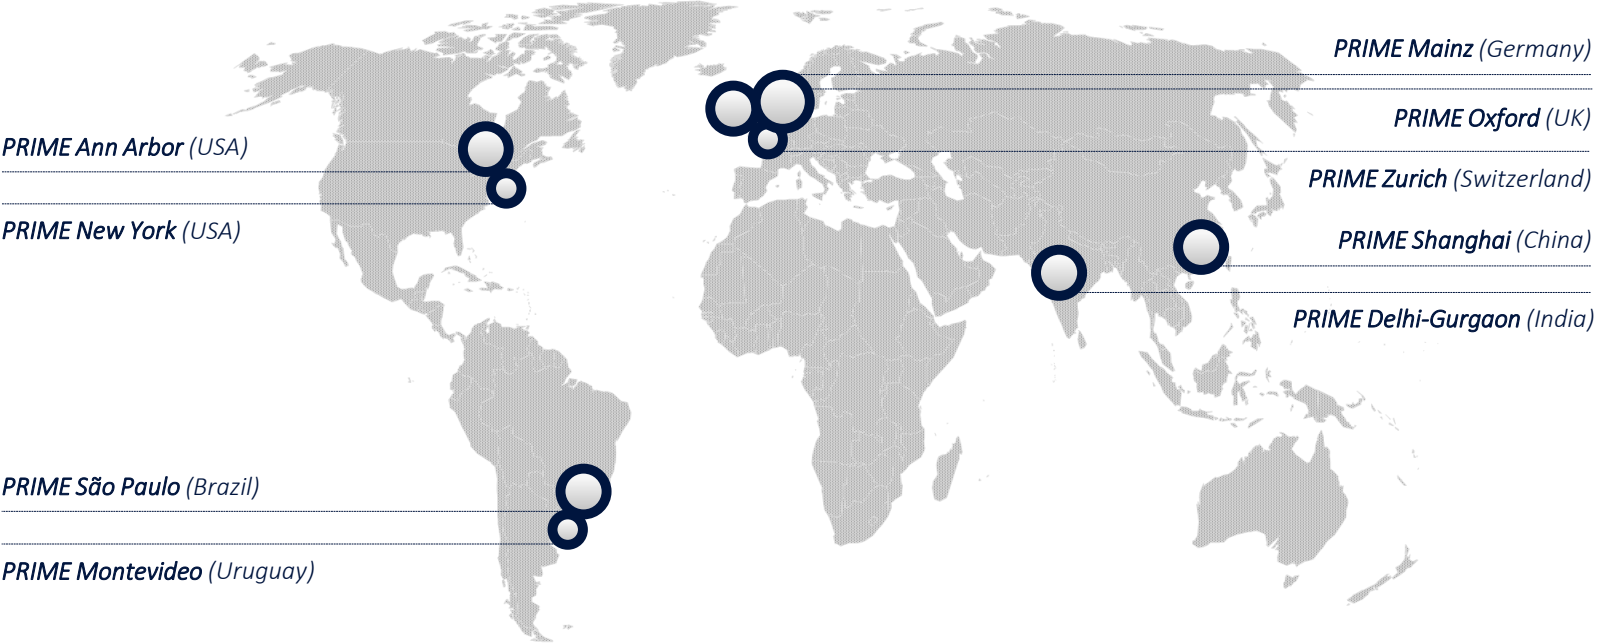 PRIME Ann Arbor (USA)
PRIME New York (USA)
PRIME São Paulo (Brazil)
PRIME Montevideo (Uruguay)
PRIME Mainz (Germany)
PRIME Oxford (UK)
PRIME Zurich (Switzerland)
PRIME Shanghai (China)
PRIME Delhi-Gurgaon (India)